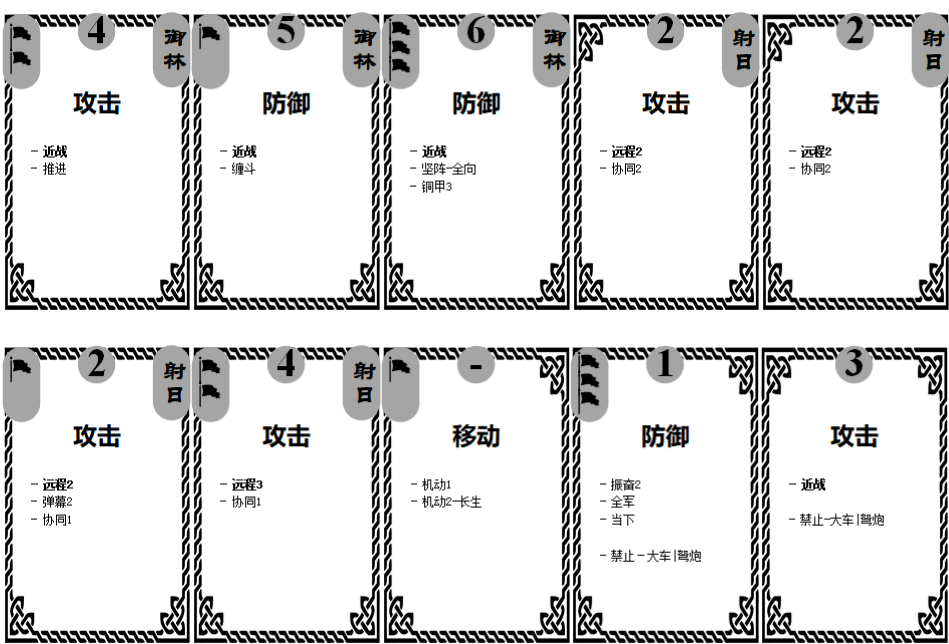 4
御林
攻击
- 近战
- 推进
5
御林
防御
- 近战
- 缠斗
6
御林
防御
- 近战
- 坚阵-全向
- 铜甲3
2
射日
攻击
- 远程2
- 协同2
2
射日
攻击
- 远程2
- 协同2
2
射日
攻击
- 远程2
- 弹幕2
- 协同1
4
射日
攻击
- 远程3
- 协同1
-
移动
- 机动1
- 机动2-长生
1
防御
- 振奋2
- 全军
- 当下
- 禁止-大车|弩炮
3
攻击
- 近战
- 禁止-大车|弩炮